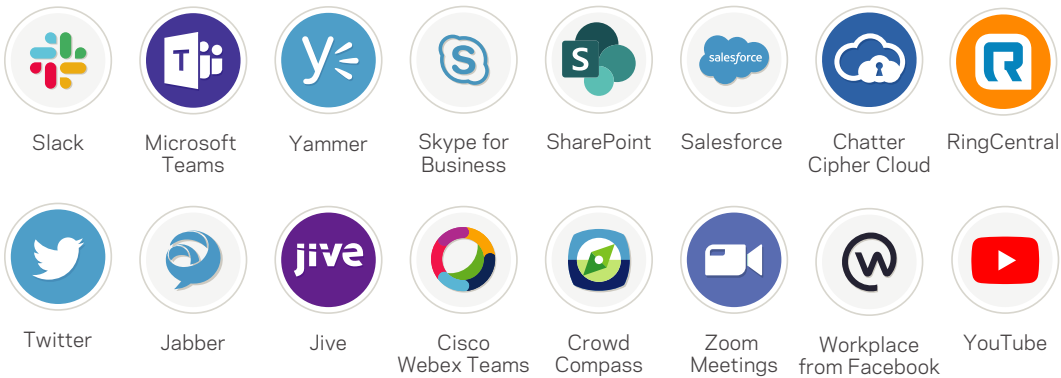 T
y
S
S
salesforce
R
Slack
Microsoft
Teams
Yammer
Skype for
Business
SharePoint
Salesforce
Chatter
Cipher Cloud
RingCentral
jive
W
Twitter
Jabber
Jive
Cisco
Webex Teams
Crowd
Compass
Zoom
Meetings
Workplace
from Facebook
YouTube